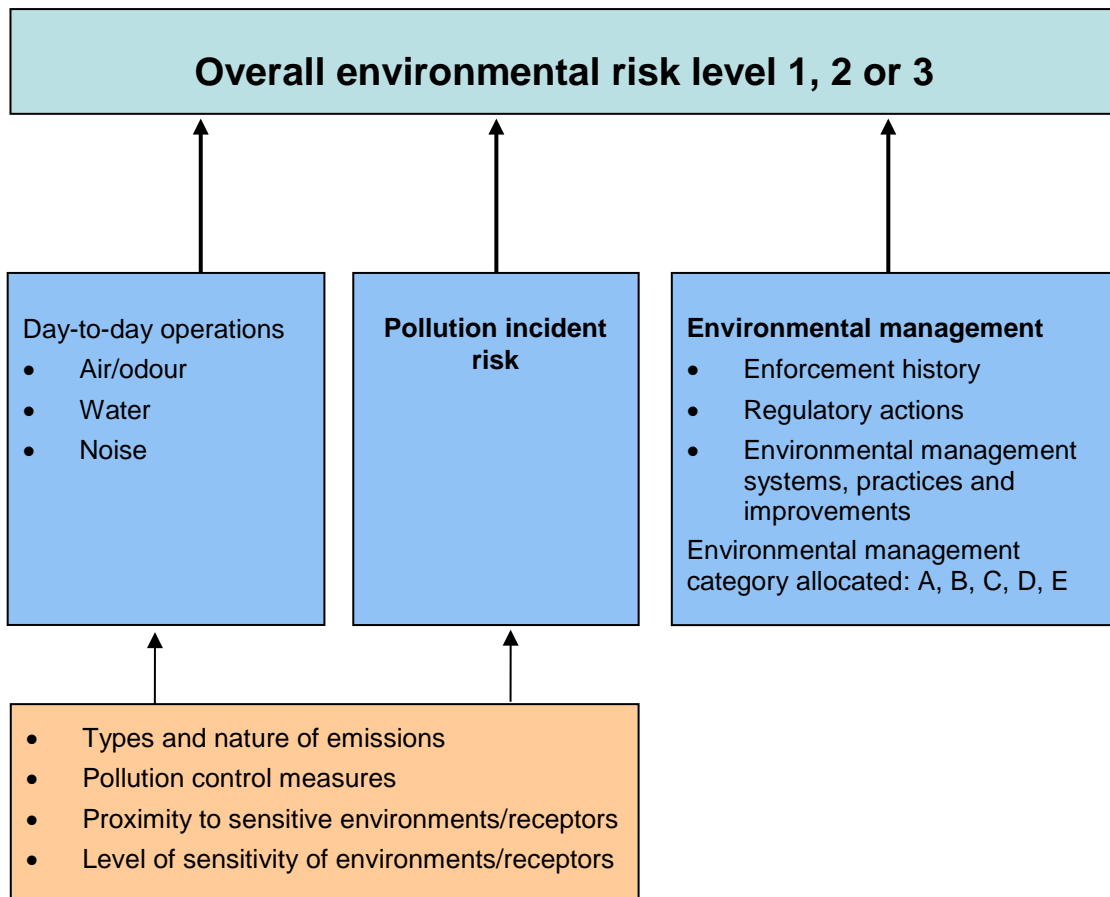 Overall environmental risk level 1, 2 or 3
Day-to-day operations
• Air/odour
• Water
• Noise
Pollution incident
risk
Environmental management
• Enforcement history
• Regulatory actions
• Environmental management
systems, practices and
improvements
Environmental management
category allocated: A, B, C, D, E
• Types and nature of emissions
• Pollution control measures
• Proximity to sensitive environments/receptors
• Level of sensitivity of environments/receptors